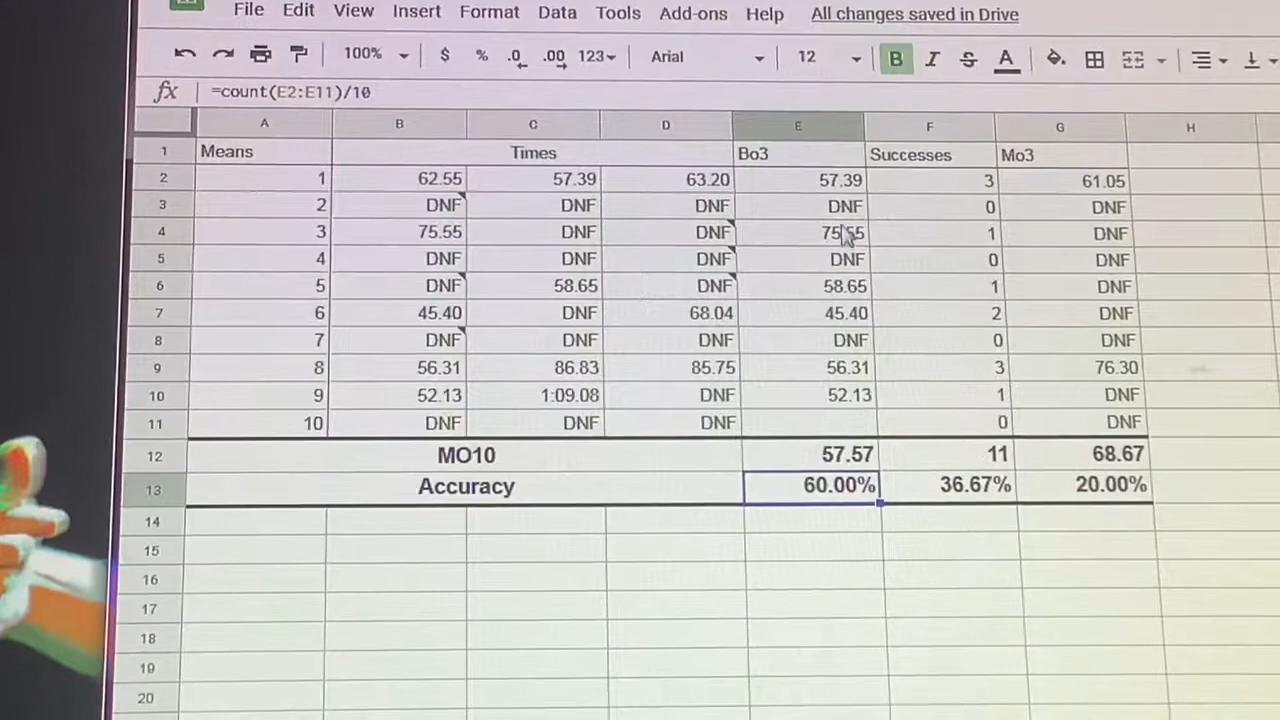 File Edit View Insert Format Data Tools Add-ons Help All changes saved in Drive
100% $ % .0 .00 123 Arial 12 B I S A
fx =count(E2:E11)/10
A B C D E F G H
1 Means Times Bo3 Successes Mo3
2 1 62.55 57.39 63.20 57.39 3 61.05
3 2 DNF DNF DNF DNF 0 DNF
4 3 75.55 DNF DNF 75.55 1 DNF
5 4 DNF DNF DNF DNF 0 DNF
6 5 DNF 58.65 DNF 58.65 1 DNF
7 6 45.40 DNF 68.04 45.40 2 DNF
8 7 DNF DNF DNF DNF 0 DNF
9 8 56.31 86.83 85.75 56.31 3 76.30
10 9 52.13 1:09.08 DNF 52.13 1 DNF
11 10 DNF DNF DNF 0 DNF
12 MO10 57.57 11 68.67
13 Accuracy 60.00% 36.67% 20.00%
14
15
16
17
18
19
20